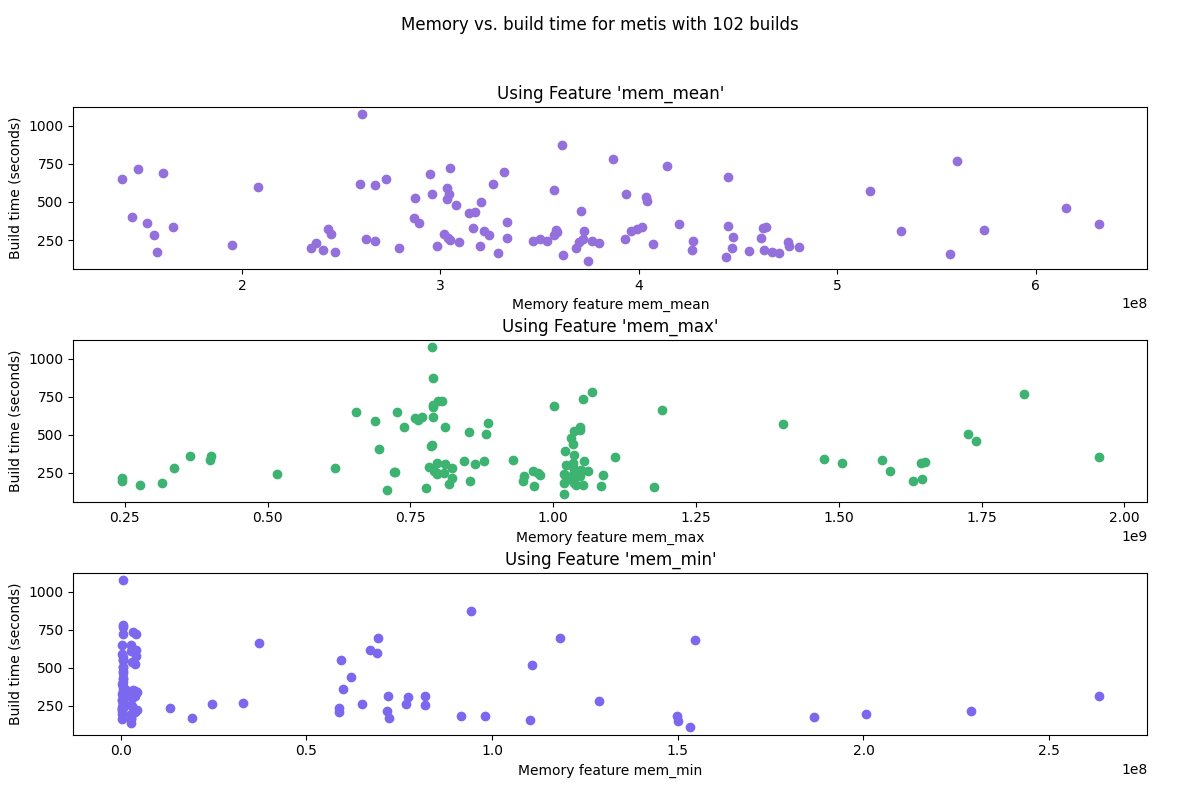 Memory vs. build time for metis with 102 builds
Using Feature 'mem_mean'
Build time (seconds)
1000
750
500
250
2 3 4 5 6
1e8
Memory feature mem_mean
Using Feature 'mem_max'
Build time (seconds)
1000
750
500
250
0.25 0.50 0.75 1.00 1.25 1.50 1.75 2.00
1e9
Memory feature mem_max
Using Feature 'mem_min'
Build time (seconds)
1000
750
500
250
0.0 0.5 1.0 1.5 2.0 2.5
1e8
Memory feature mem_min